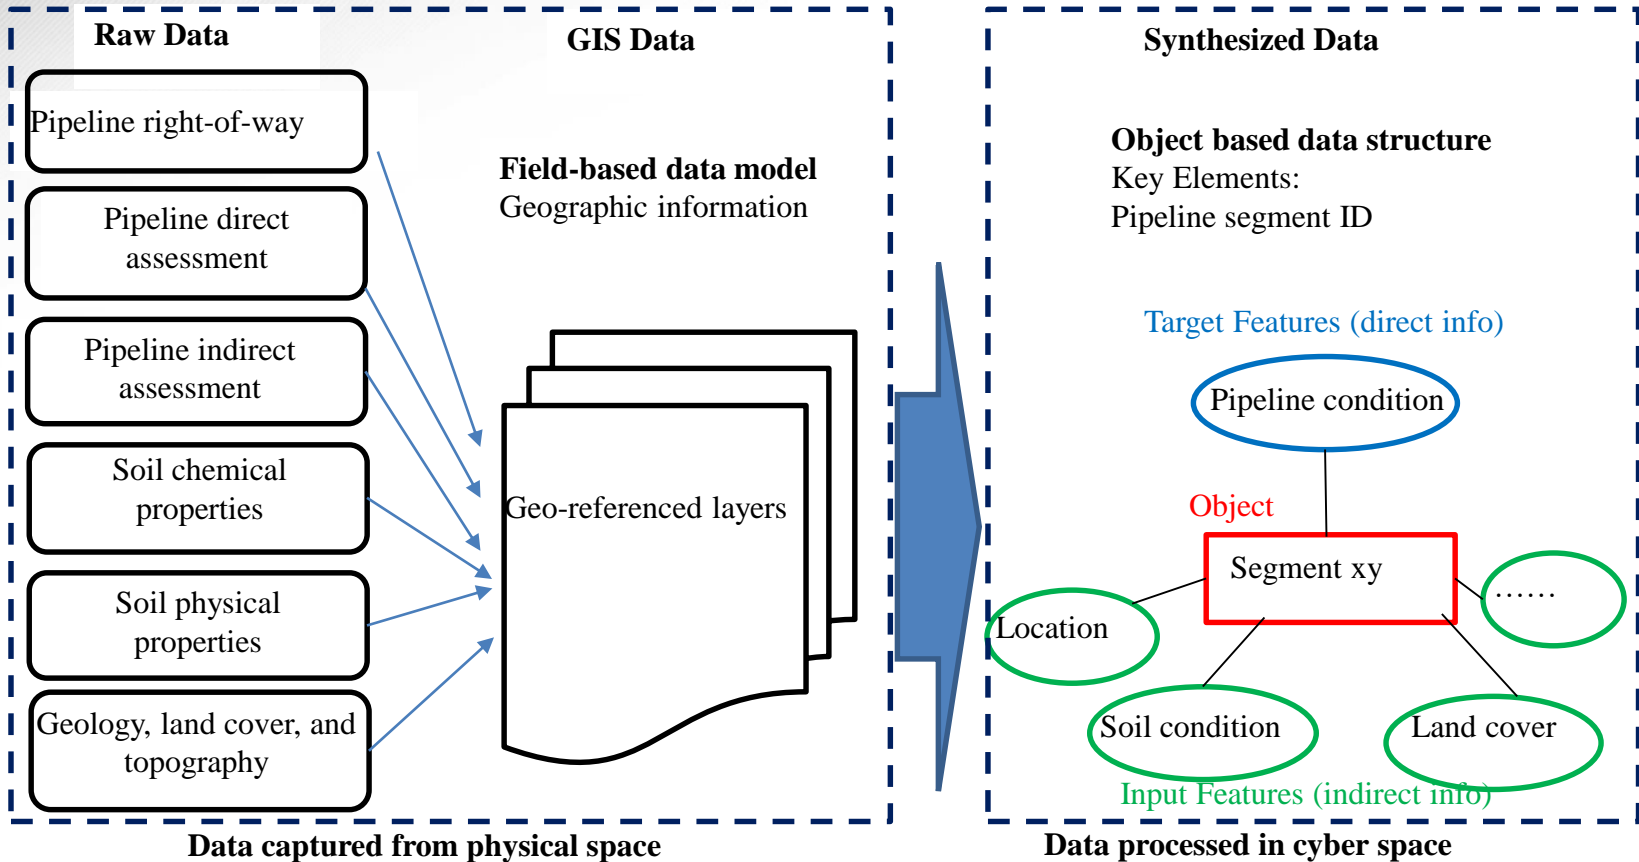 Raw Data
Pipeline right-of-way
Pipeline direct
assessment
Pipeline indirect
assessment
Soil chemical
properties
Soil physical
properties
Geology, land cover, and
topography
GIS Data
Field-based data model
Geographic information
Geo-referenced layers
Data captured from physical space
Synthesized Data
Object based data structure
Key Elements:
Pipeline segment ID
Target Features (direct info)
Pipeline condition
Object
Segment xy
Location
……
Soil condition
Land cover
Input Features (indirect info)
Data processed in cyber space